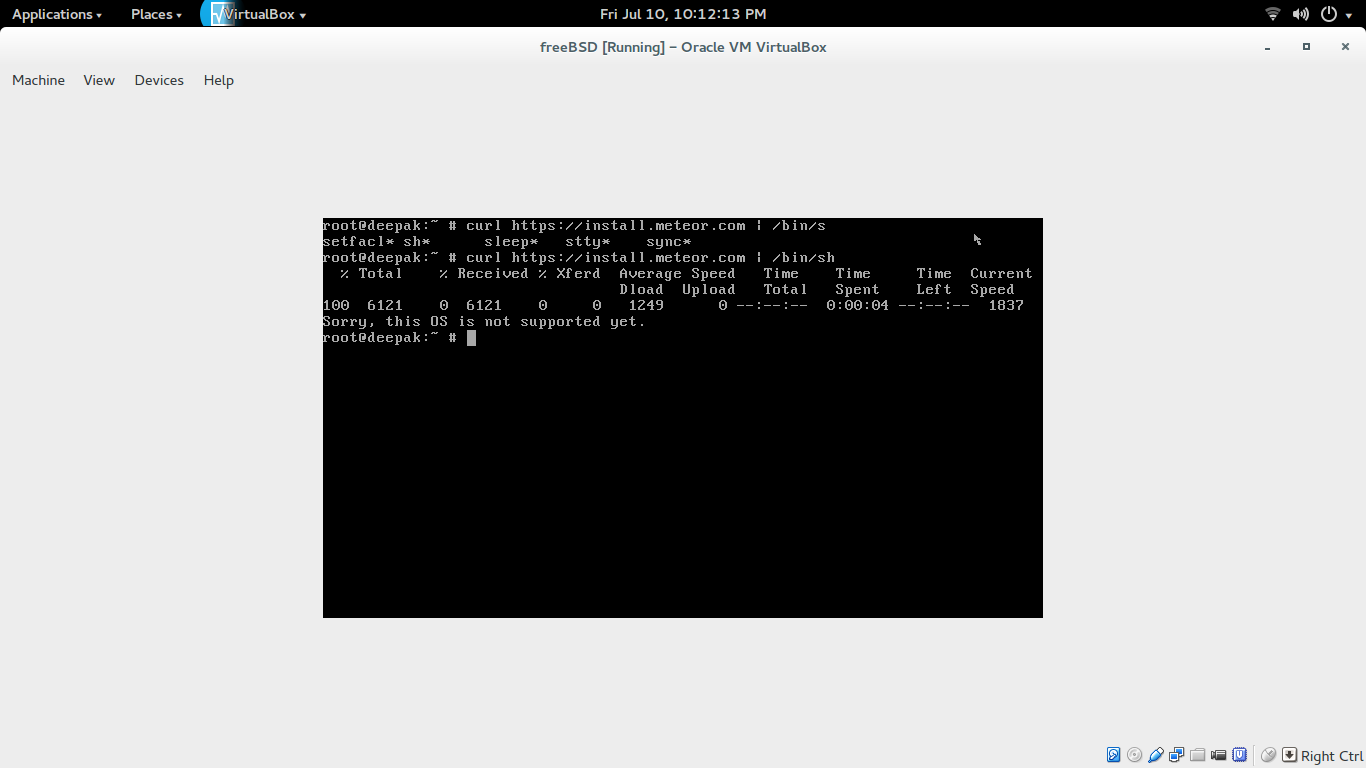 Applications Places VirtualBox Fri Jul 10, 10:12:13 PM
freeBSD [Running] – Oracle VM VirtualBox
Machine View Devices Help
root@deepak:~ # curl https://install.meteor.com | /bin/s
setfacl* sh*      sleep*   stty*    sync*
root@deepak:~ # curl https://install.meteor.com | /bin/sh
  % Total    % Received % Xferd  Average Speed   Time    Time     Time  Current
                                 Dload  Upload   Total   Spent    Left  Speed
100  6121    0  6121    0     0   1249      0 --:--:--  0:00:04 --:--:--  1837
Sorry, this OS is not supported yet.
root@deepak:~ #
Right Ctrl